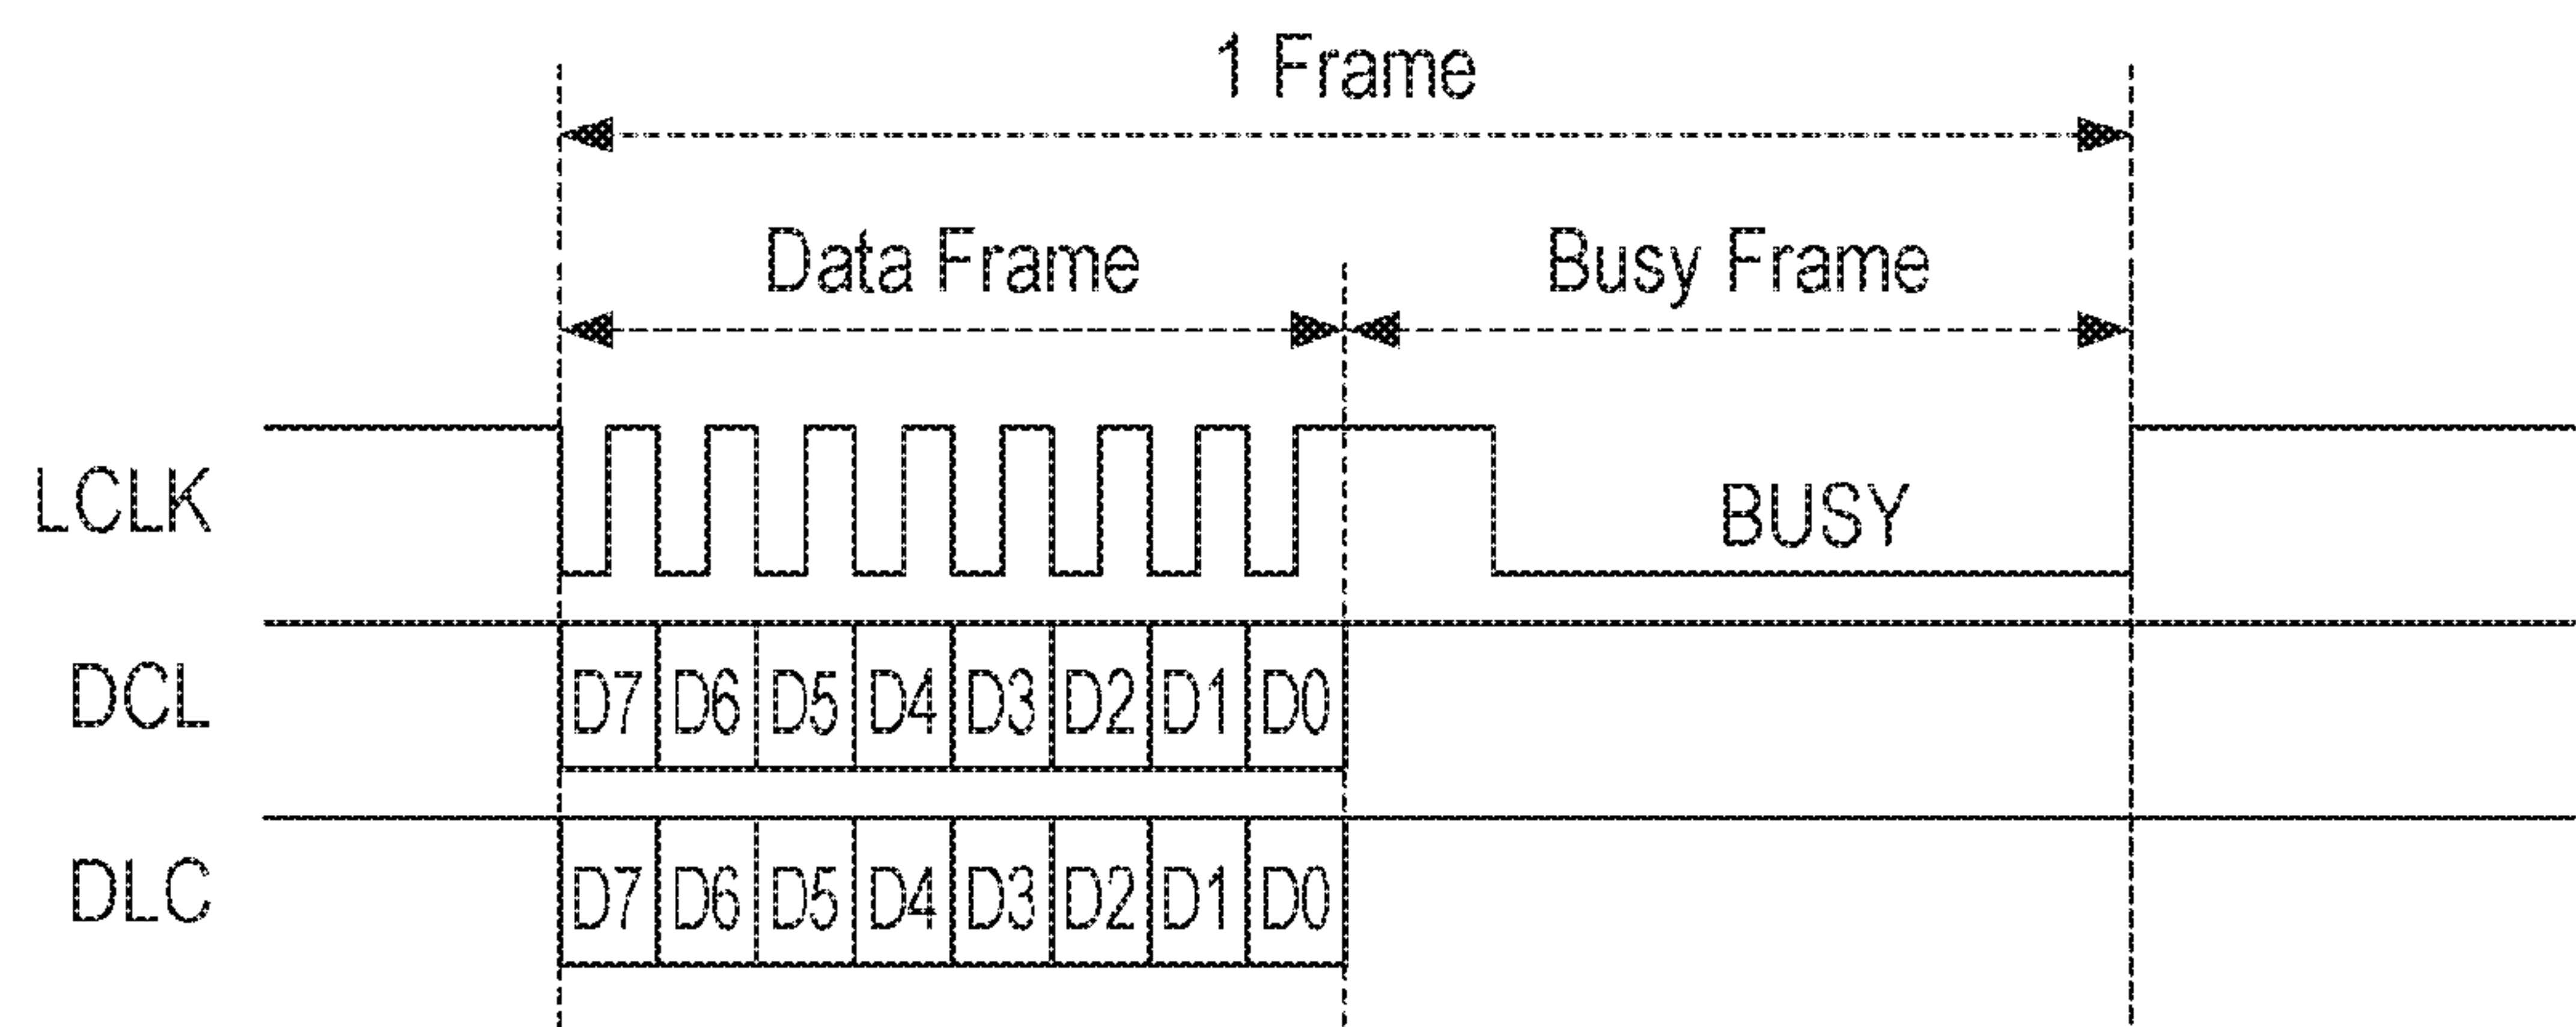 1 Frame
Data Frame Busy Frame
LCLK BUSY
DCL D7 D6 D5 D4 D3 D2 D1 D0
DLC D7 D6 D5 D4 D3 D2 D1 D0